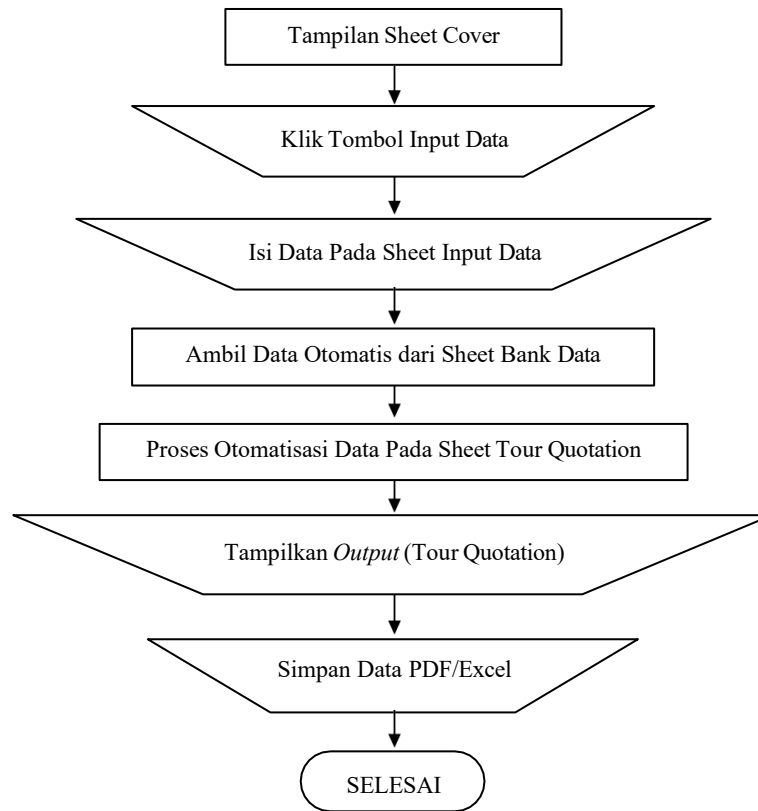 Tampilan Sheet Cover
Klik Tombol Input Data
Isi Data Pada Sheet Input Data
Ambil Data Otomatis dari Sheet Bank Data
Proses Otomatisasi Data Pada Sheet Tour Quotation
Tampilkan Output (Tour Quotation)
Simpan Data PDF/Excel
SELESAI